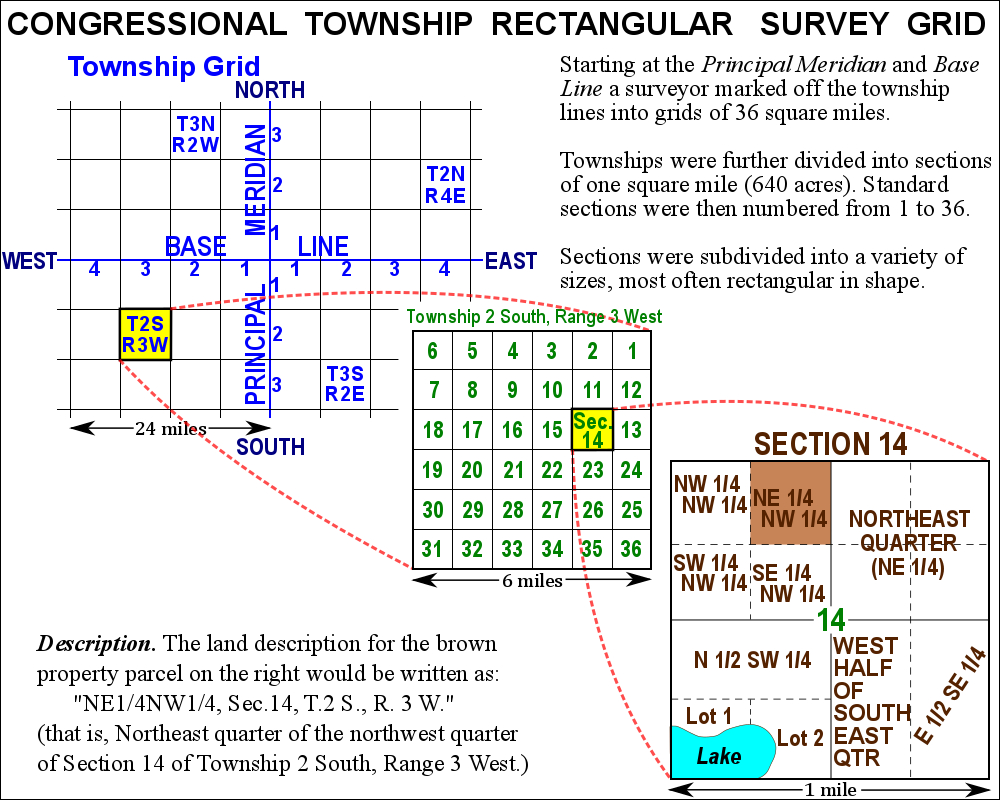 CONGRESSIONAL TOWNSHIP RECTANGULAR SURVEY GRID
Township Grid
NORTH
Starting at the Principal Meridian and Base
Line a surveyor marked off the township
lines into grids of 36 square miles.
Townships were further divided into sections
of one square mile (640 acres). Standard
sections were then numbered from 1 to 36.
Sections were subdivided into a variety of
sizes, most often rectangular in shape.
T3N
R2W
MERIDIAN
3
T2N
R4E
2
1
BASE LINE
WEST
EAST
4 3 2 1 1 2 3 4
1
T2S
R3W
PRINCIPAL
2
T3S
R2E
3
24 miles
SOUTH
Township 2 South, Range 3 West
6 5 4 3 2 1
7 8 9 10 11 12
18 17 16 15 Sec. 14 13
19 20 21 22 23 24
30 29 28 27 26 25
31 32 33 34 35 36
6 miles
SECTION 14
NW 1/4
NW 1/4
NE 1/4
NW 1/4
NORTHEAST
QUARTER
(NE 1/4)
SW 1/4
NW 1/4
SE 1/4
NW 1/4
14
N 1/2 SW 1/4
WEST
HALF
OF
SOUTH
EAST
QTR
E 1/2 SE 1/4
Lot 1
Lot 2
Lake
1 mile
Description. The land description for the brown
property parcel on the right would be written as:
"NE1/4NW1/4, Sec.14, T.2 S., R. 3 W."
(that is, Northeast quarter of the northwest quarter
of Section 14 of Township 2 South, Range 3 West.)